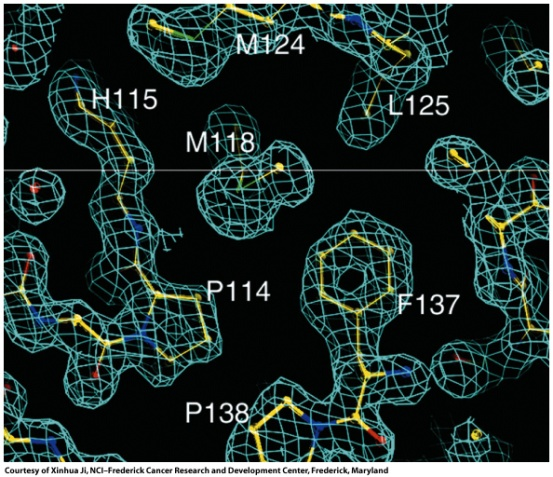 M124
H115
L125
M118
P114
F137
P138
Courtesy of Xinhua Ji, NCI–Frederick Cancer Research and Development Center, Frederick, Maryland